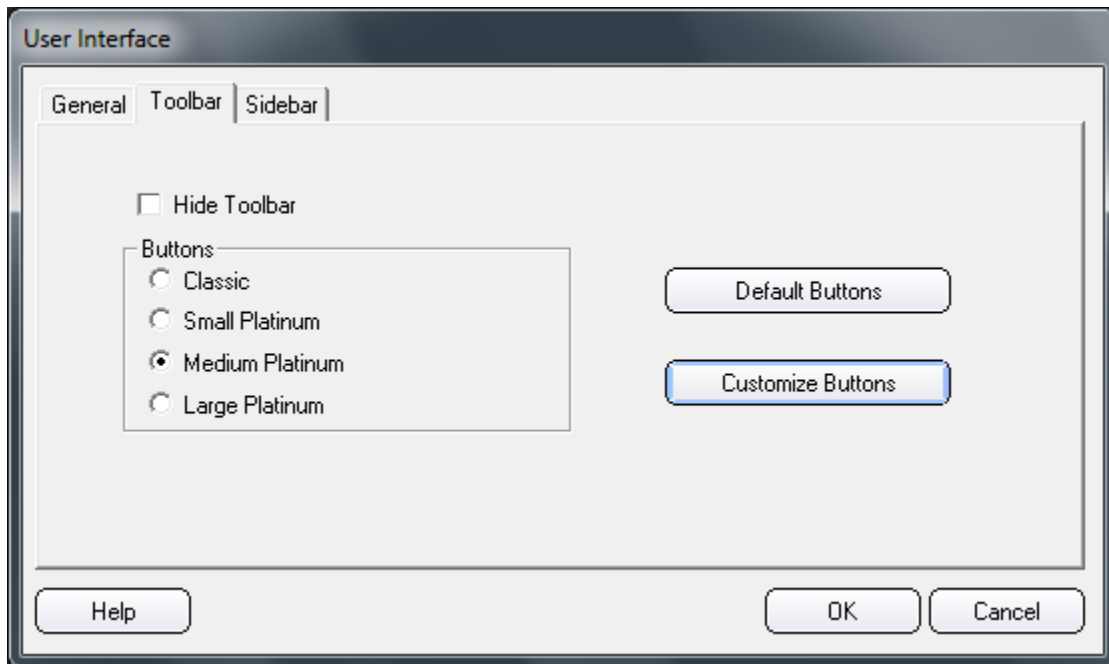 User Interface
General Toolbar Sidebar
Hide Toolbar
Buttons
Classic
Small Platinum
Medium Platinum
Large Platinum
Default Buttons
Customize Buttons
Help OK Cancel